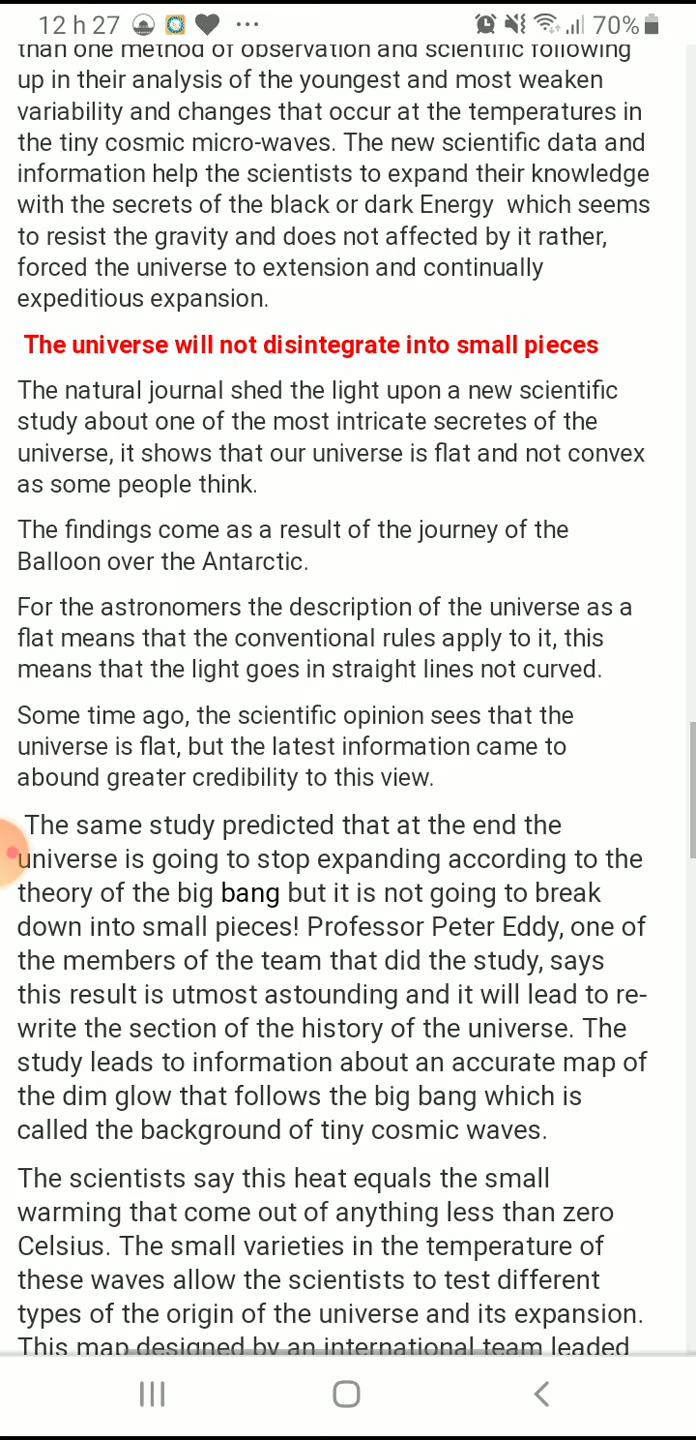 12 h 27 ... 70%
than one method of observation and scientific following
up in their analysis of the youngest and most weaken
variability and changes that occur at the temperatures in
the tiny cosmic micro-waves. The new scientific data and
information help the scientists to expand their knowledge
with the secrets of the black or dark Energy which seems
to resist the gravity and does not affected by it rather,
forced the universe to extension and continually
expeditious expansion.
The universe will not disintegrate into small pieces
The natural journal shed the light upon a new scientific
study about one of the most intricate secretes of the
universe, it shows that our universe is flat and not convex
as some people think.
The findings come as a result of the journey of the
Balloon over the Antarctic.
For the astronomers the description of the universe as a
flat means that the conventional rules apply to it, this
means that the light goes in straight lines not curved.
Some time ago, the scientific opinion sees that the
universe is flat, but the latest information came to
abound greater credibility to this view.
The same study predicted that at the end the
universe is going to stop expanding according to the
theory of the big bang but it is not going to break
down into small pieces! Professor Peter Eddy, one of
the members of the team that did the study, says
this result is utmost astounding and it will lead to re-
write the section of the history of the universe. The
study leads to information about an accurate map of
the dim glow that follows the big bang which is
called the background of tiny cosmic waves.
The scientists say this heat equals the small
warming that come out of anything less than zero
Celsius. The small varieties in the temperature of
these waves allow the scientists to test different
types of the origin of the universe and its expansion.
This map designed by an international team leaded